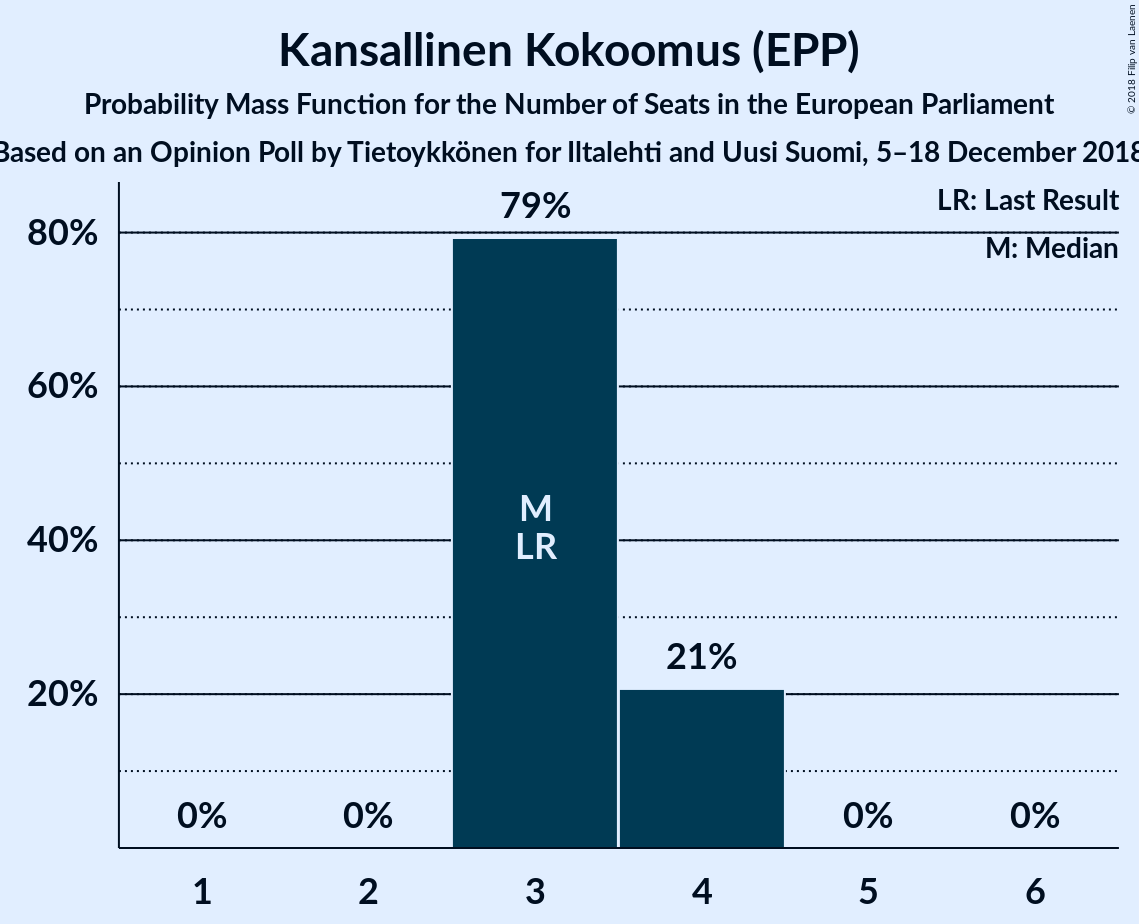 Kansallinen Kokoomus (EPP)
Probability Mass Function for the Number of Seats in the European Parliament
Based on an Opinion Poll by Tietoykkönen for Iltalehti and Uusi Suomi, 5–18 December 2018
© 2018 Filip van Laenen
LR: Last Result
M: Median
80%
60%
40%
20%
79%
M
LR
21%
0%
0%
0%
0%
1
2
3
4
5
6